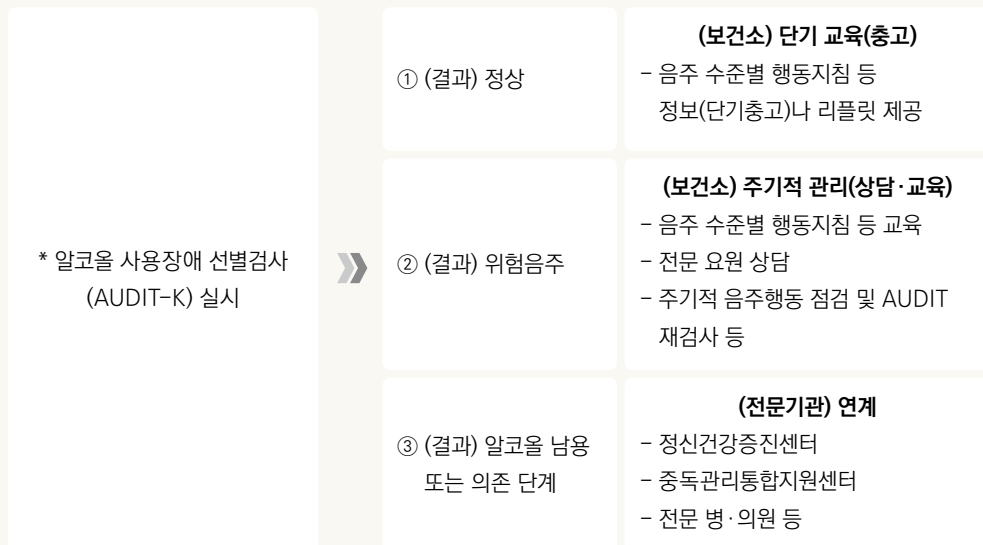 * 알코올 사용장애 선별검사
(AUDIT-K) 실시
① (결과) 정상
(보건소) 단기 교육(충고)
- 음주 수준별 행동지침 등
정보(단기충고)나 리플릿 제공
② (결과) 위험음주
(보건소) 주기적 관리(상담·교육)
- 음주 수준별 행동지침 등 교육
- 전문 요원 상담
- 주기적 음주행동 점검 및 AUDIT
재검사 등
③ (결과) 알코올 남용
또는 의존 단계
(전문기관) 연계
- 정신건강증진센터
- 중독관리통합지원센터
- 전문 병·의원 등